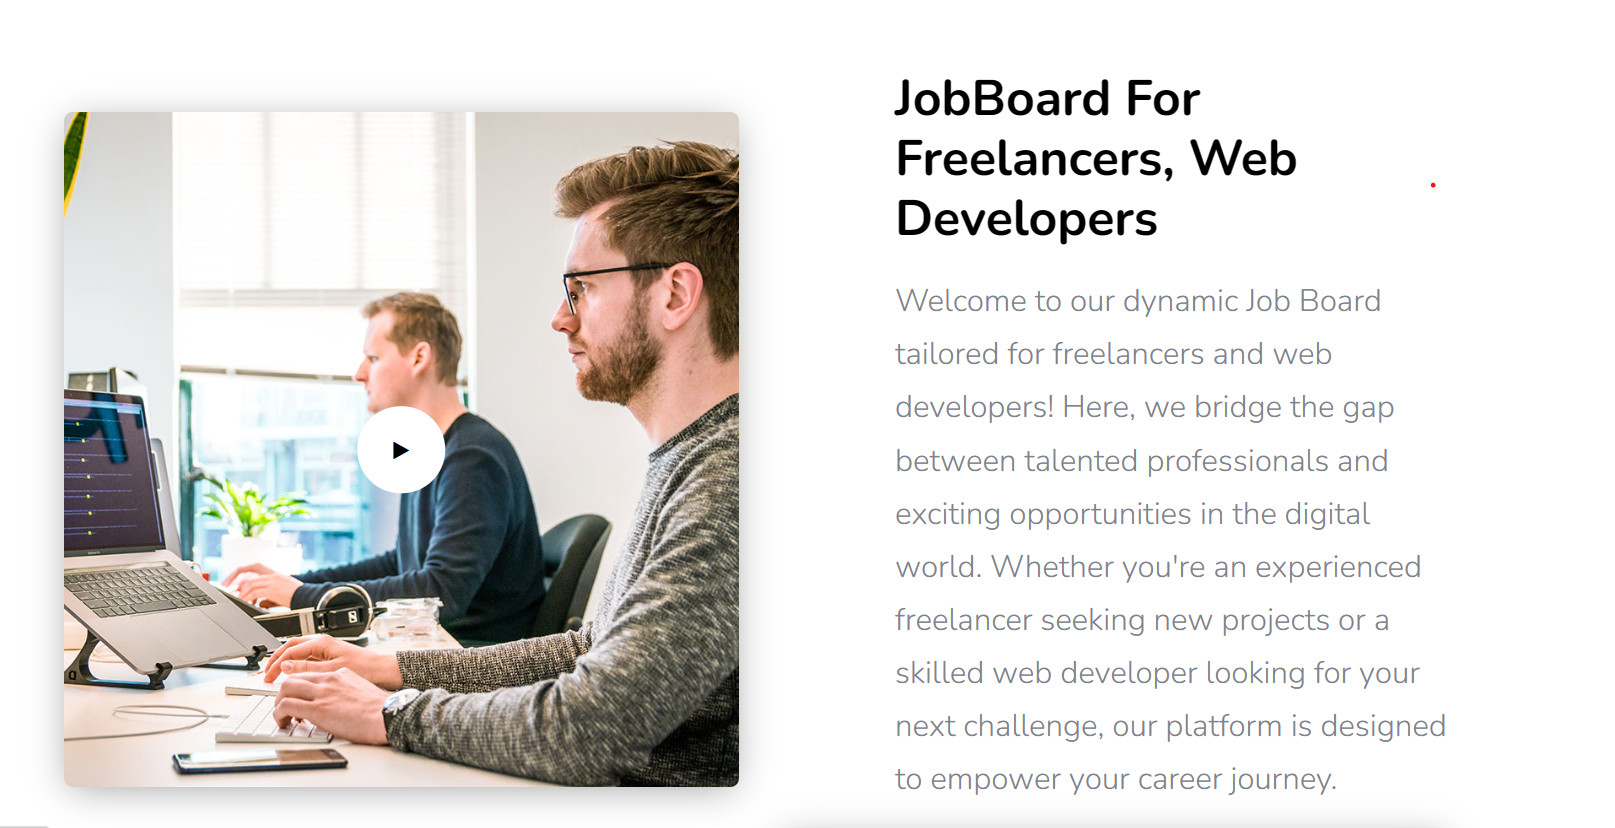 JobBoard For
Freelancers, Web
Developers
Welcome to our dynamic Job Board
tailored for freelancers and web
developers! Here, we bridge the gap
between talented professionals and
exciting opportunities in the digital
world. Whether you're an experienced
freelancer seeking new projects or a
skilled web developer looking for your
next challenge, our platform is designed
to empower your career journey.